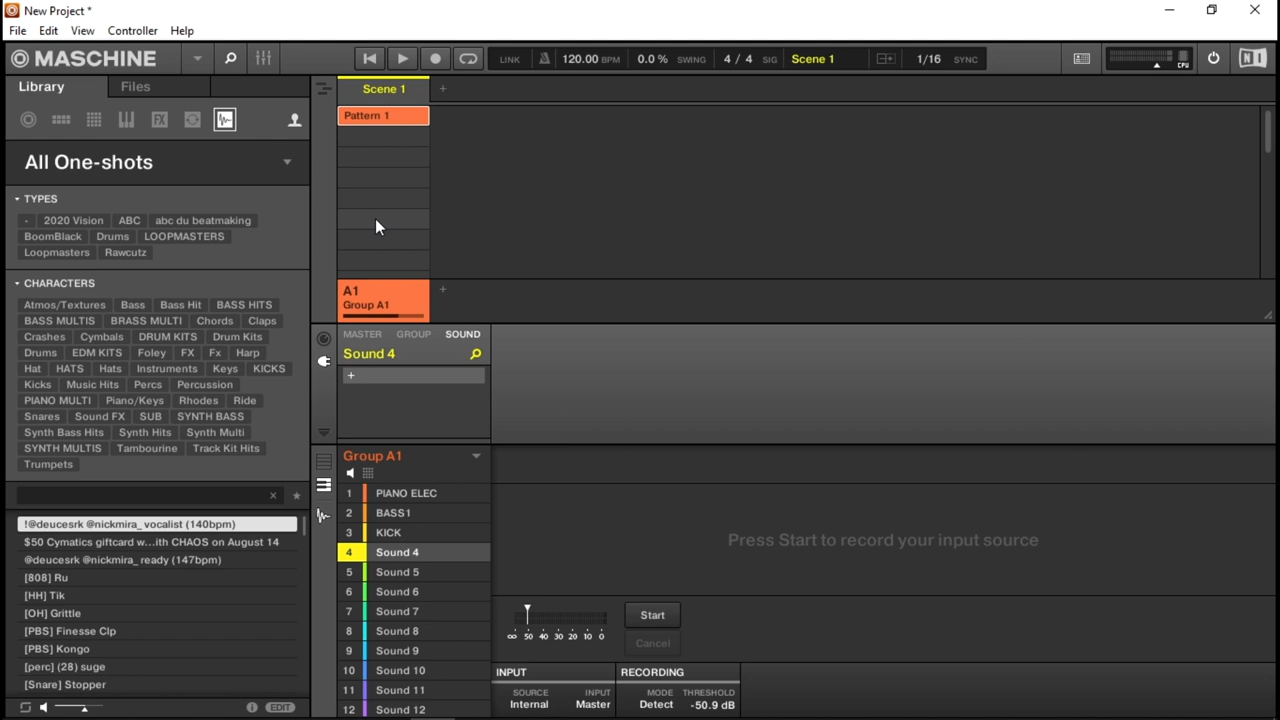 New Project *
File Edit View Controller Help
MASCHINE LINK 120.00 BPM 0.0 % SWING 4 / 4 SIG Scene 1 1/16 SYNC CPU
Library Files
Scene 1 +
Pattern 1
All One-shots
TYPES
- 2020 Vision ABC abc du beatmaking
BoomBlack Drums LOOPMASTERS
Loopmasters Rawcutz
CHARACTERS
Atmos/Textures Bass Bass Hit BASS HITS
BASS MULTIS BRASS MULTI Chords Claps
Crashes Cymbals DRUM KITS Drum Kits
Drums EDM KITS Foley FX Fx Harp
Hat HATS Hats Instruments Keys KICKS
Kicks Music Hits Percs Percussion
PIANO MULTI Piano/Keys Rhodes Ride
Snares Sound FX SUB SYNTH BASS
Synth Bass Hits Synth Hits Synth Multi
SYNTH MULTIS Tambourine Track Kit Hits
Trumpets
!@deucesrk @nickmira_ vocalist (140bpm)
$50 Cymatics giftcard w...ith CHAOS on August 14
@deucesrk @nickmira_ ready (147bpm)
[808] Ru
[HH] Tik
[OH] Grittle
[PBS] Finesse Clp
[PBS] Kongo
[perc] (28) suge
[Snare] Stopper
EDIT
A1 +
Group A1
MASTER GROUP SOUND
Sound 4
+
Group A1
1 PIANO ELEC
2 BASS1
3 KICK
4 Sound 4
5 Sound 5
6 Sound 6
7 Sound 7
8 Sound 8
9 Sound 9
10 Sound 10
11 Sound 11
12 Sound 12
Press Start to record your input source
∞ 50 40 30 20 10 0
Start
Cancel
INPUT RECORDING
SOURCE INPUT MODE THRESHOLD
Internal Master Detect -50.9 dB